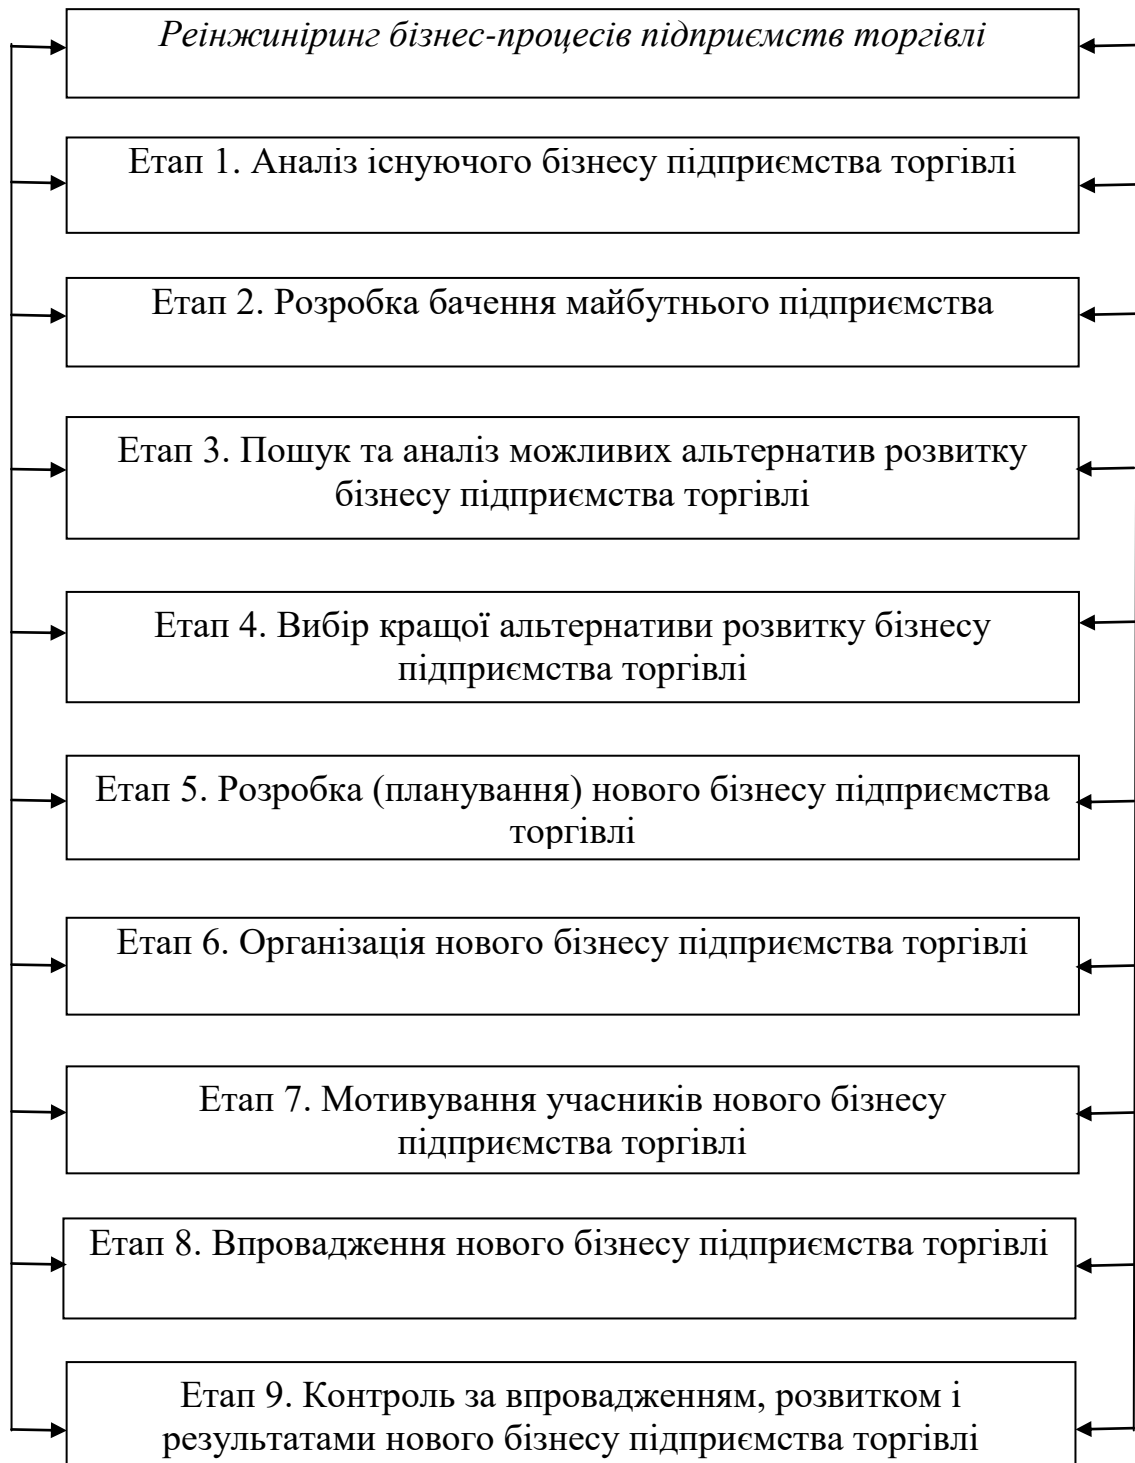 Реінжиніринг бізнес-процесів підприємств торгівлі
Етап 1. Аналіз існуючого бізнесу підприємства торгівлі
Етап 2. Розробка бачення майбутнього підприємства
Етап 3. Пошук та аналіз можливих альтернатив розвитку
бізнесу підприємства торгівлі
Етап 4. Вибір кращої альтернативи розвитку бізнесу
підприємства торгівлі
Етап 5. Розробка (планування) нового бізнесу підприємства
торгівлі
Етап 6. Організація нового бізнесу підприємства торгівлі
Етап 7. Мотивування учасників нового бізнесу
підприємства торгівлі
Етап 8. Впровадження нового бізнесу підприємства торгівлі
Етап 9. Контроль за впровадженням, розвитком і
результатами нового бізнесу підприємства торгівлі